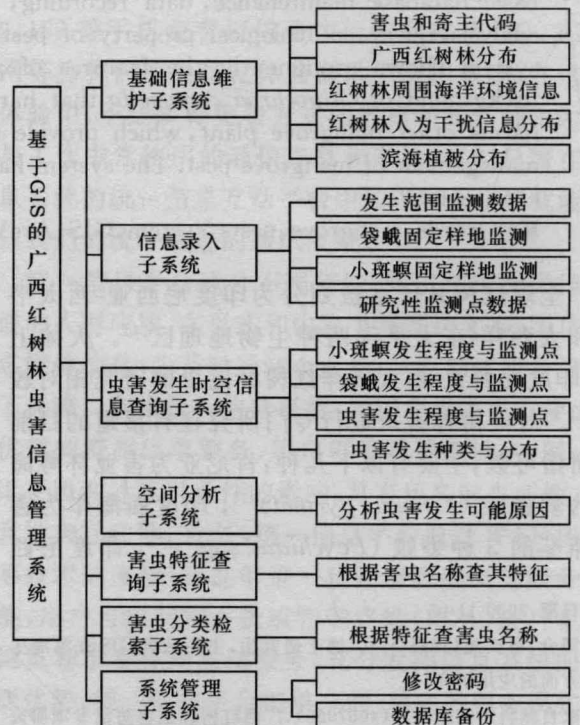 基于GIS的广西红树林虫害信息管理系统
基础信息维
护子系统
害虫和寄主代码
广西红树林分布
红树林周围海洋环境信息
红树林人为干扰信息分布
滨海植被分布
信息录入
子系统
发生范围监测数据
袋蛾固定样地监测
小斑螟固定样地监测
研究性监测点数据
虫害发生时空信
息查询子系统
小斑螟发生程度与监测点
袋蛾发生程度与监测点
虫害发生程度与监测点
虫害发生种类与分布
空间分析
子系统
分析虫害发生可能原因
害虫特征查
询子系统
根据害虫名称查其特征
害虫分类检
索子系统
根据特征查害虫名称
系统管理
子系统
修改密码
数据库备份